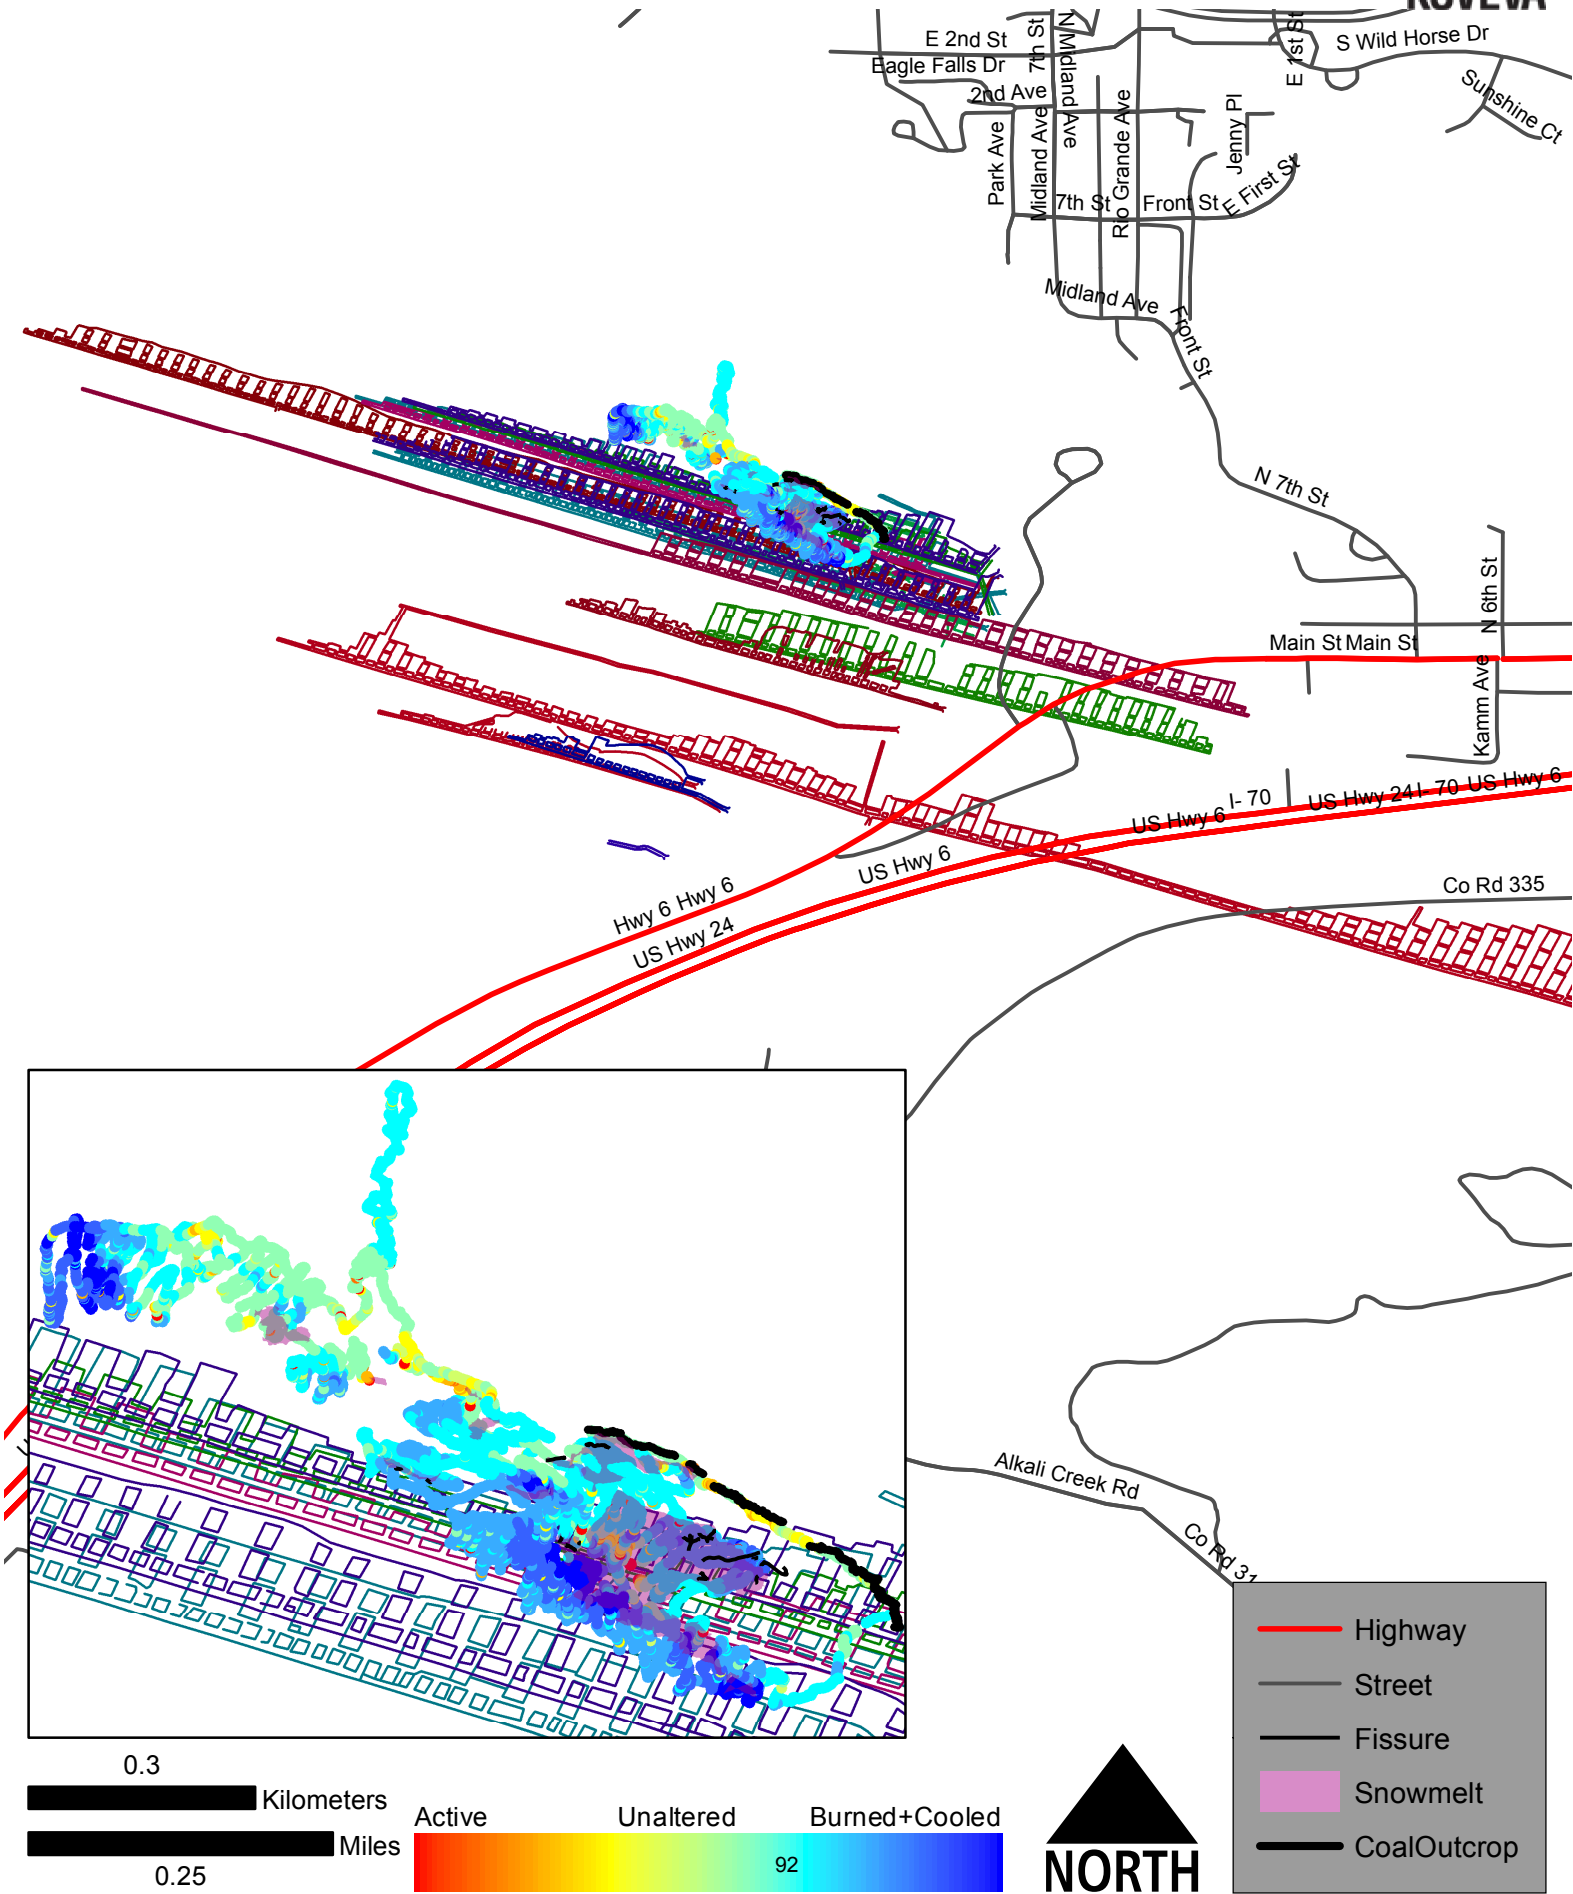 E 2nd St
7th St
N Midland Ave
E 1st St
S Wild Horse Dr
Eagle Falls Dr
2nd Ave
Sunshine Ct
Park Ave
Midland Ave
Rio Grande Ave
Jenny Pl
7th St
Front St
E First St
Midland Ave
Front St
N 7th St
N 6th St
Main St Main St
Kamm Ave
I- 70
US Hwy 6
US Hwy 24 I- 70 US Hwy 6
US Hwy 6
Co Rd 335
Hwy 6 Hwy 6
US Hwy 24
Alkali Creek Rd
Co Rd 31
Highway
Street
Fissure
Snowmelt
CoalOutcrop
0.3
Kilometers
Miles
0.25
Active
Unaltered
Burned+Cooled
92
NORTH